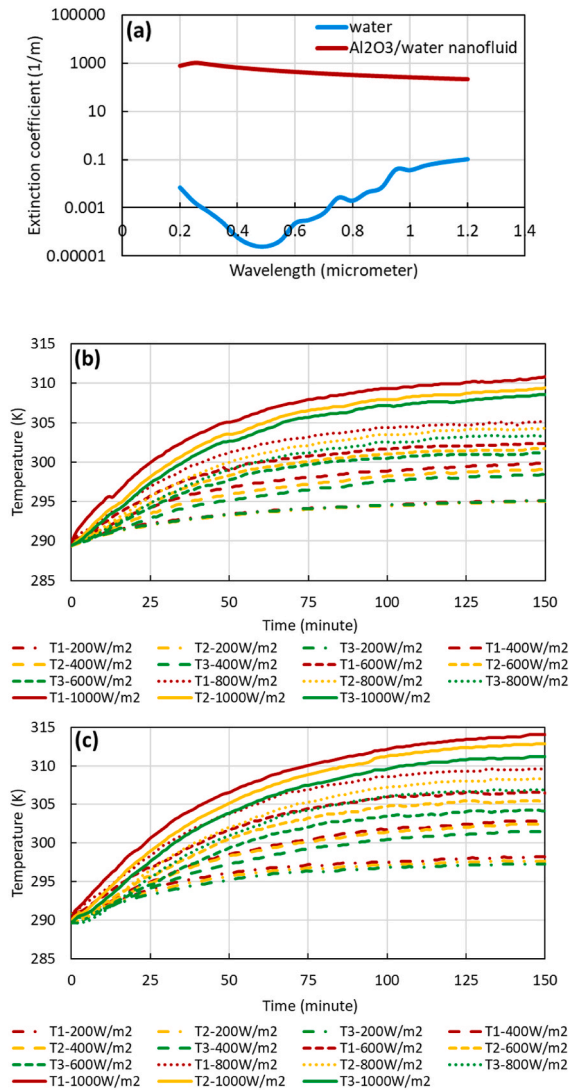 (a)
water
Al2O3/water nanofluid
Extinction coefficient (1/m)
100000
1000
10
0.1
0.001
0.00001
0 0.2 0.4 0.6 0.8 1 1.2 1.4
Wavelength (micrometer)
(b)
Temperature (K)
315
310
305
300
295
290
285
0 25 50 75 100 125 150
Time (minute)
T1-200W/m2 T2-200W/m2 T3-200W/m2 T1-400W/m2
T2-400W/m2 T3-400W/m2 T1-600W/m2 T2-600W/m2
T3-600W/m2 T1-800W/m2 T2-800W/m2 T3-800W/m2
T1-1000W/m2 T2-1000W/m2 T3-1000W/m2
(c)
Temperature (K)
315
310
305
300
295
290
285
0 25 50 75 100 125 150
Time (minute)
T1-200W/m2 T2-200W/m2 T3-200W/m2 T1-400W/m2
T2-400W/m2 T3-400W/m2 T1-600W/m2 T2-600W/m2
T3-600W/m2 T1-800W/m2 T2-800W/m2 T3-800W/m2
T1-1000W/m2 T2-1000W/m2 T3-1000W/m2